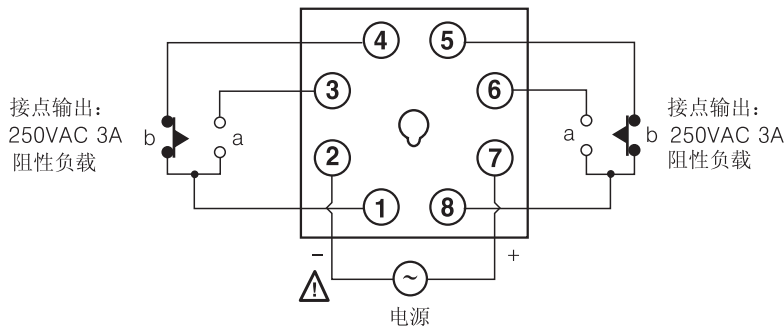 4 5
3 6
接点输出:
250VAC 3A
阻性负载
b a
a b
接点输出:
250VAC 3A
阻性负载
2 7
1 8
− +
!
~
电源